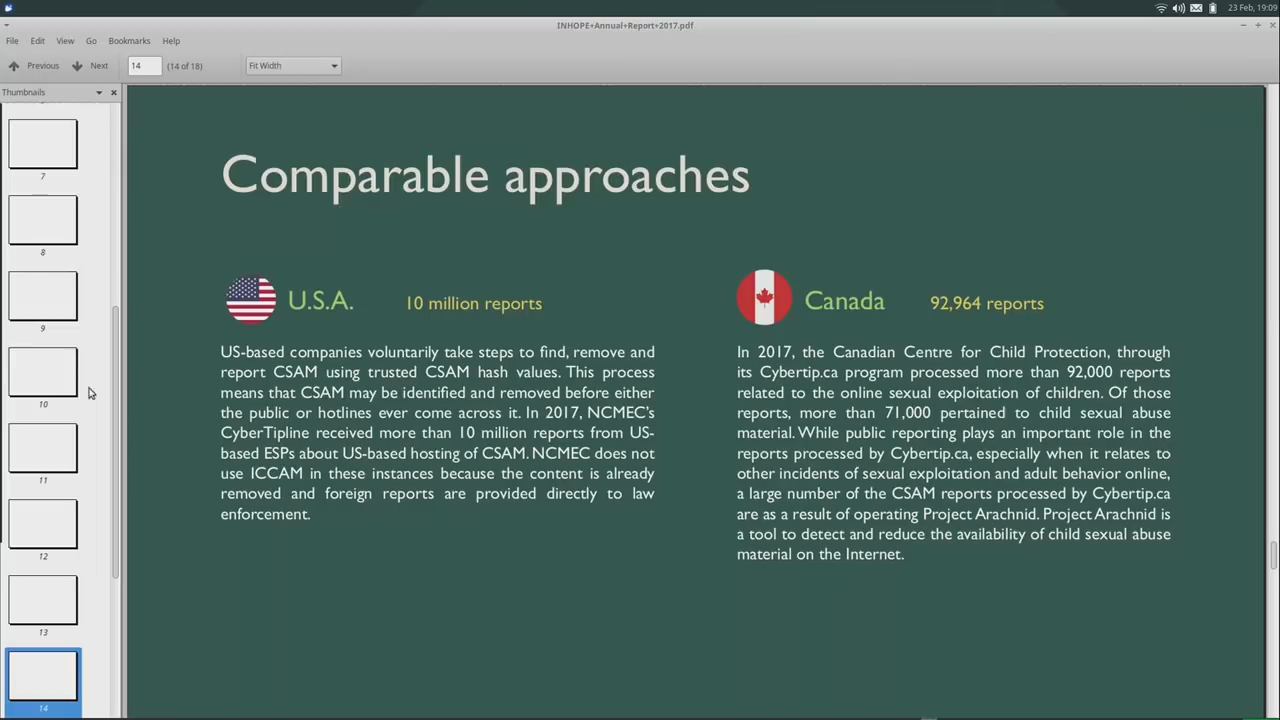 23 Feb, 19:09
INHOPE+Annual+Report+2017.pdf
File Edit View Go Bookmarks Help
Previous Next 14 (14 of 18) Fit Width
Thumbnails
7
8
9
10
11
12
13
14
Comparable approaches
U.S.A. 10 million reports
US-based companies voluntarily take steps to find, remove and
report CSAM using trusted CSAM hash values. This process
means that CSAM may be identified and removed before either
the public or hotlines ever come across it. In 2017, NCMEC's
CyberTipline received more than 10 million reports from US-
based ESPs about US-based hosting of CSAM. NCMEC does not
use ICCAM in these instances because the content is already
removed and foreign reports are provided directly to law
enforcement.
Canada 92,964 reports
In 2017, the Canadian Centre for Child Protection, through
its Cybertip.ca program processed more than 92,000 reports
related to the online sexual exploitation of children. Of those
reports, more than 71,000 pertained to child sexual abuse
material. While public reporting plays an important role in the
reports processed by Cybertip.ca, especially when it relates to
other incidents of sexual exploitation and adult behavior online,
a large number of the CSAM reports processed by Cybertip.ca
are as a result of operating Project Arachnid. Project Arachnid is
a tool to detect and reduce the availability of child sexual abuse
material on the Internet.